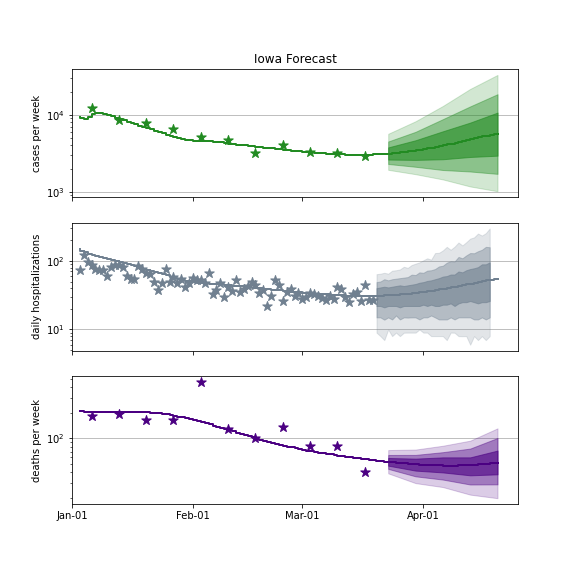 Iowa Forecast
cases per week
10⁴
10³
daily hospitalizations
10²
10¹
deaths per week
10²
Jan-01
Feb-01
Mar-01
Apr-01